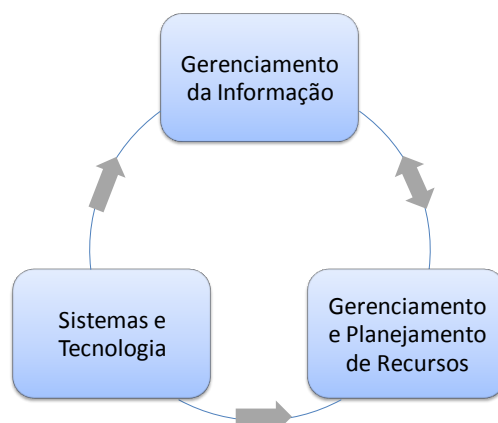 Gerenciamento
da Informação
Sistemas e
Tecnologia
Gerenciamento
e Planejamento
de Recursos